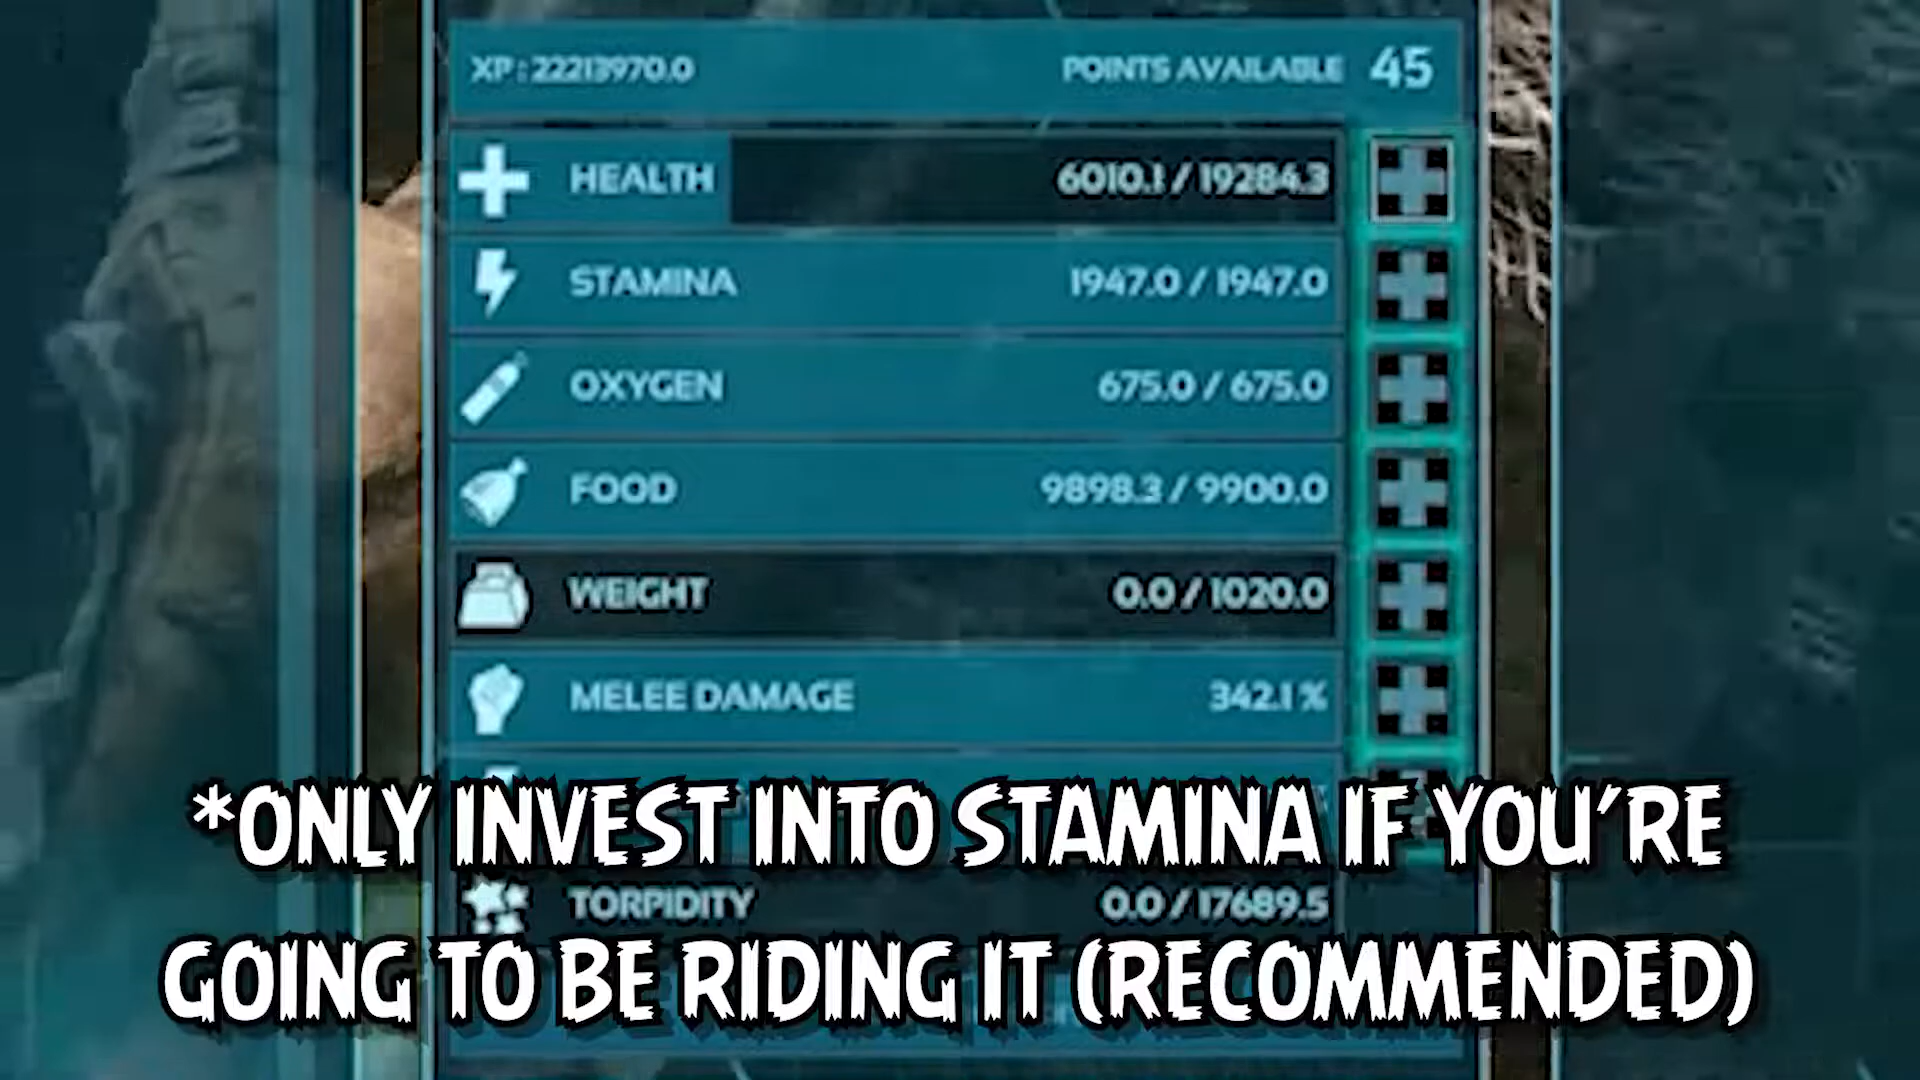 XP : 22213970.0 POINTS AVAILABLE 45
HEALTH 6010.1 / 19284.3
STAMINA 1947.0 / 1947.0
OXYGEN 675.0 / 675.0
FOOD 9898.3 / 9900.0
WEIGHT 0.0 / 1020.0
MELEE DAMAGE 342.1 %
*ONLY INVEST INTO STAMINA IF YOU'RE
TORPIDITY 0.0 / 17689.5
GOING TO BE RIDING IT (RECOMMENDED)